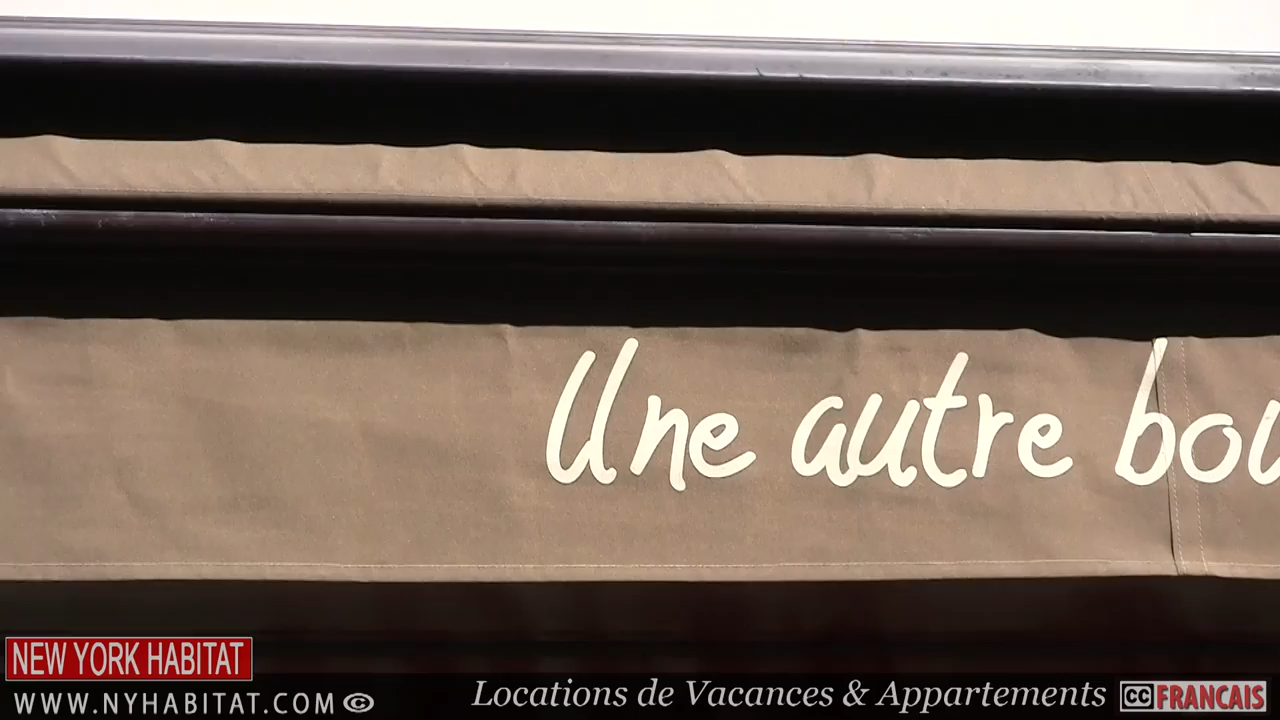 Une autre
NEW YORK HABITAT
WWW.NYHABITAT.COM ©
Locations de Vacances & Appartements
CC FRANCAIS